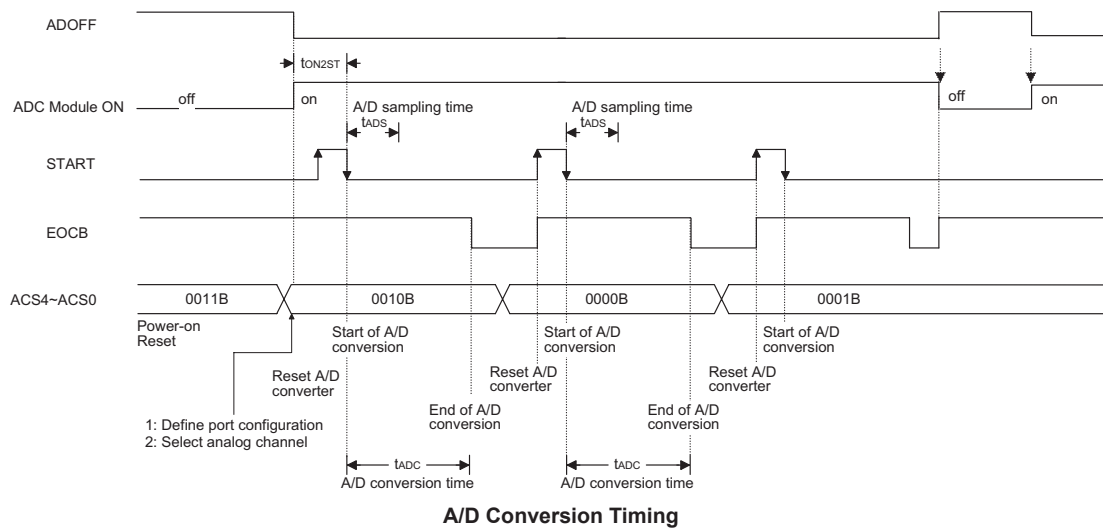 ADOFF
tON2ST
ADC Module ON
off
on
A/D sampling time
tADS
A/D sampling time
tADS
off
on
START
EOCB
ACS4~ACS0
0011B
0010B
0000B
0001B
Power-on
Reset
Start of A/D
conversion
Start of A/D
conversion
Start of A/D
conversion
Reset A/D
converter
Reset A/D
converter
Reset A/D
converter
End of A/D
conversion
End of A/D
conversion
1: Define port configuration
2: Select analog channel
tADC
A/D conversion time
tADC
A/D conversion time
A/D Conversion Timing